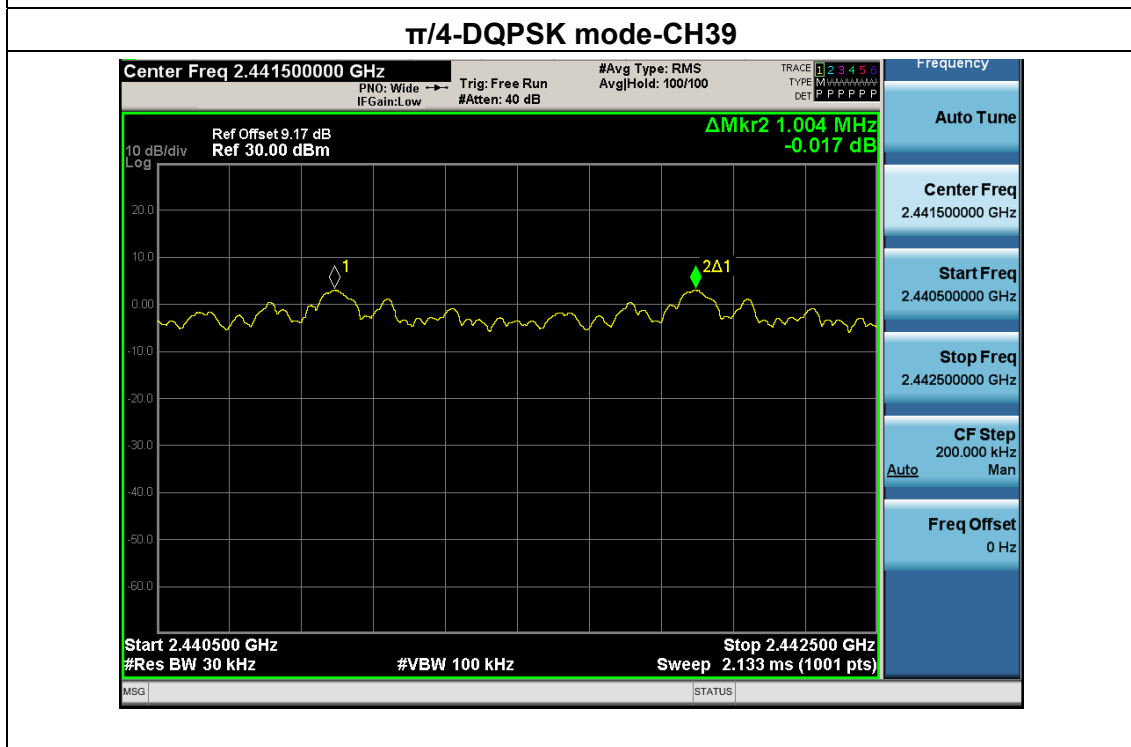 π/4-DQPSK mode-CH39
Center Freq 2.441500000 GHz
PNO: Wide
IFGain:Low
Trig: Free Run
#Atten: 40 dB
#Avg Type: RMS
Avg|Hold: 100/100
TRACE 1 2 3 4 5 6
TYPE M
DET P P P P P P
Frequency
Ref Offset 9.17 dB
10 dB/div Ref 30.00 dBm
Log
ΔMkr2 1.004 MHz
-0.017 dB
20.0
10.0
0.00
-10.0
-20.0
-30.0
-40.0
-50.0
-60.0
1
2Δ1
Start 2.440500 GHz
Stop 2.442500 GHz
#Res BW 30 kHz
#VBW 100 kHz
Sweep 2.133 ms (1001 pts)
MSG
STATUS
Auto Tune
Center Freq
2.441500000 GHz
Start Freq
2.440500000 GHz
Stop Freq
2.442500000 GHz
CF Step
200.000 kHz
Auto Man
Freq Offset
0 Hz